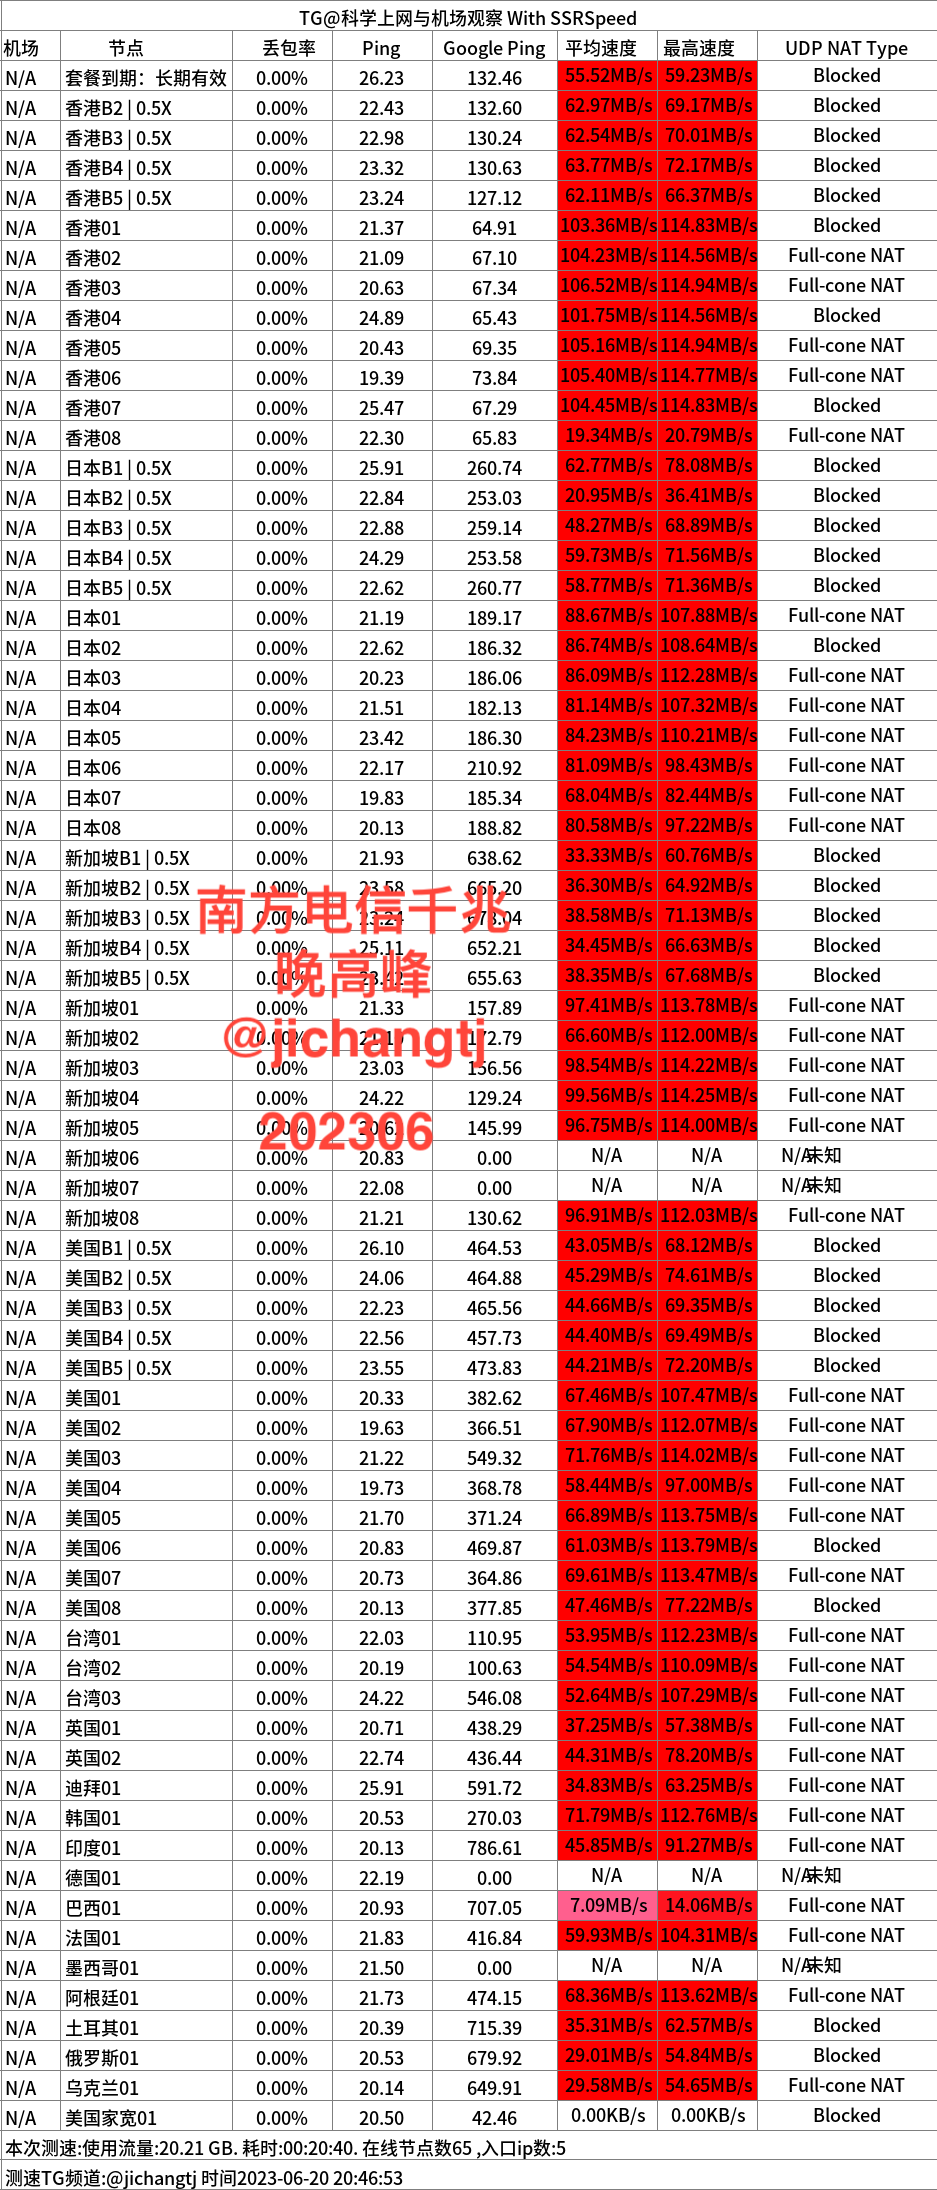 TG@科学上网与机场观察 With SSRSpeed
机场 节点 丢包率 Ping Google Ping 平均速度 最高速度 UDP NAT Type
N/A 套餐到期：长期有效 0.00% 26.23 132.46 55.52MB/s 59.23MB/s Blocked
N/A 香港B2 | 0.5X 0.00% 22.43 132.60 62.97MB/s 69.17MB/s Blocked
N/A 香港B3 | 0.5X 0.00% 22.98 130.24 62.54MB/s 70.01MB/s Blocked
N/A 香港B4 | 0.5X 0.00% 23.32 130.63 63.77MB/s 72.17MB/s Blocked
N/A 香港B5 | 0.5X 0.00% 23.24 127.12 62.11MB/s 66.37MB/s Blocked
N/A 香港01 0.00% 21.37 64.91 103.36MB/s 114.83MB/s Blocked
N/A 香港02 0.00% 21.09 67.10 104.23MB/s 114.56MB/s Full-cone NAT
N/A 香港03 0.00% 20.63 67.34 106.52MB/s 114.94MB/s Full-cone NAT
N/A 香港04 0.00% 24.89 65.43 101.75MB/s 114.56MB/s Blocked
N/A 香港05 0.00% 20.43 69.35 105.16MB/s 114.94MB/s Full-cone NAT
N/A 香港06 0.00% 19.39 73.84 105.40MB/s 114.77MB/s Full-cone NAT
N/A 香港07 0.00% 25.47 67.29 104.45MB/s 114.83MB/s Blocked
N/A 香港08 0.00% 22.30 65.83 19.34MB/s 20.79MB/s Full-cone NAT
N/A 日本B1 | 0.5X 0.00% 25.91 260.74 62.77MB/s 78.08MB/s Blocked
N/A 日本B2 | 0.5X 0.00% 22.84 253.03 20.95MB/s 36.41MB/s Blocked
N/A 日本B3 | 0.5X 0.00% 22.88 259.14 48.27MB/s 68.89MB/s Blocked
N/A 日本B4 | 0.5X 0.00% 24.29 253.58 59.73MB/s 71.56MB/s Blocked
N/A 日本B5 | 0.5X 0.00% 22.62 260.77 58.77MB/s 71.36MB/s Blocked
N/A 日本01 0.00% 21.19 189.17 88.67MB/s 107.88MB/s Full-cone NAT
N/A 日本02 0.00% 22.62 186.32 86.74MB/s 108.64MB/s Blocked
N/A 日本03 0.00% 20.23 186.06 86.09MB/s 112.28MB/s Full-cone NAT
N/A 日本04 0.00% 21.51 182.13 81.14MB/s 107.32MB/s Full-cone NAT
N/A 日本05 0.00% 23.42 186.30 84.23MB/s 110.21MB/s Full-cone NAT
N/A 日本06 0.00% 22.17 210.92 81.09MB/s 98.43MB/s Full-cone NAT
N/A 日本07 0.00% 19.83 185.34 68.04MB/s 82.44MB/s Full-cone NAT
N/A 日本08 0.00% 20.13 188.82 80.58MB/s 97.22MB/s Full-cone NAT
N/A 新加坡B1 | 0.5X 0.00% 21.93 638.62 33.33MB/s 60.76MB/s Blocked
N/A 新加坡B2 | 0.5X 0.00% 23.58 665.20 36.30MB/s 64.92MB/s Blocked
南方电信千兆
N/A 新加坡B3 | 0.5X 0.00% 23.24 38.58MB/s 71.13MB/s Blocked
N/A 新加坡B4 | 0.5X 0.00% 25.11 652.21 34.45MB/s 66.63MB/s Blocked
晚高峰
N/A 新加坡B5 | 0.5X 0.00% 23.42 655.63 38.35MB/s 67.68MB/s Blocked
N/A 新加坡01 0.00% 21.33 157.89 97.41MB/s 113.78MB/s Full-cone NAT
N/A 新加坡02 0.00% 172.79 66.60MB/s 112.00MB/s Full-cone NAT
@jichangtj
N/A 新加坡03 0.00% 23.03 156.56 98.54MB/s 114.22MB/s Full-cone NAT
N/A 新加坡04 0.00% 24.22 129.24 99.56MB/s 114.25MB/s Full-cone NAT
N/A 新加坡05 0.00% 145.99 96.75MB/s 114.00MB/s Full-cone NAT
202306
N/A 新加坡06 0.00% 20.83 0.00 N/A N/A N/A未知
N/A 新加坡07 0.00% 22.08 0.00 N/A N/A N/A未知
N/A 新加坡08 0.00% 21.21 130.62 96.91MB/s 112.03MB/s Full-cone NAT
N/A 美国B1 | 0.5X 0.00% 26.10 464.53 43.05MB/s 68.12MB/s Blocked
N/A 美国B2 | 0.5X 0.00% 24.06 464.88 45.29MB/s 74.61MB/s Blocked
N/A 美国B3 | 0.5X 0.00% 22.23 465.56 44.66MB/s 69.35MB/s Blocked
N/A 美国B4 | 0.5X 0.00% 22.56 457.73 44.40MB/s 69.49MB/s Blocked
N/A 美国B5 | 0.5X 0.00% 23.55 473.83 44.21MB/s 72.20MB/s Blocked
N/A 美国01 0.00% 20.33 382.62 67.46MB/s 107.47MB/s Full-cone NAT
N/A 美国02 0.00% 19.63 366.51 67.90MB/s 112.07MB/s Full-cone NAT
N/A 美国03 0.00% 21.22 549.32 71.76MB/s 114.02MB/s Full-cone NAT
N/A 美国04 0.00% 19.73 368.78 58.44MB/s 97.00MB/s Full-cone NAT
N/A 美国05 0.00% 21.70 371.24 66.89MB/s 113.75MB/s Full-cone NAT
N/A 美国06 0.00% 20.83 469.87 61.03MB/s 113.79MB/s Blocked
N/A 美国07 0.00% 20.73 364.86 69.61MB/s 113.47MB/s Full-cone NAT
N/A 美国08 0.00% 20.13 377.85 47.46MB/s 77.22MB/s Blocked
N/A 台湾01 0.00% 22.03 110.95 53.95MB/s 112.23MB/s Full-cone NAT
N/A 台湾02 0.00% 20.19 100.63 54.54MB/s 110.09MB/s Full-cone NAT
N/A 台湾03 0.00% 24.22 546.08 52.64MB/s 107.29MB/s Full-cone NAT
N/A 英国01 0.00% 20.71 438.29 37.25MB/s 57.38MB/s Full-cone NAT
N/A 英国02 0.00% 22.74 436.44 44.31MB/s 78.20MB/s Full-cone NAT
N/A 迪拜01 0.00% 25.91 591.72 34.83MB/s 63.25MB/s Full-cone NAT
N/A 韩国01 0.00% 20.53 270.03 71.79MB/s 112.76MB/s Full-cone NAT
N/A 印度01 0.00% 20.13 786.61 45.85MB/s 91.27MB/s Full-cone NAT
N/A 德国01 0.00% 22.19 0.00 N/A N/A N/A未知
N/A 巴西01 0.00% 20.93 707.05 7.09MB/s 14.06MB/s Full-cone NAT
N/A 法国01 0.00% 21.83 416.84 59.93MB/s 104.31MB/s Full-cone NAT
N/A 墨西哥01 0.00% 21.50 0.00 N/A N/A N/A未知
N/A 阿根廷01 0.00% 21.73 474.15 68.36MB/s 113.62MB/s Full-cone NAT
N/A 土耳其01 0.00% 20.39 715.39 35.31MB/s 62.57MB/s Blocked
N/A 俄罗斯01 0.00% 20.53 679.92 29.01MB/s 54.84MB/s Blocked
N/A 乌克兰01 0.00% 20.14 649.91 29.58MB/s 54.65MB/s Full-cone NAT
N/A 美国家宽01 0.00% 20.50 42.46 0.00KB/s 0.00KB/s Blocked
本次测速:使用流量:20.21 GB. 耗时:00:20:40. 在线节点数65 ,入口ip数:5
测速TG频道:@jichangtj 时间2023-06-20 20:46:53